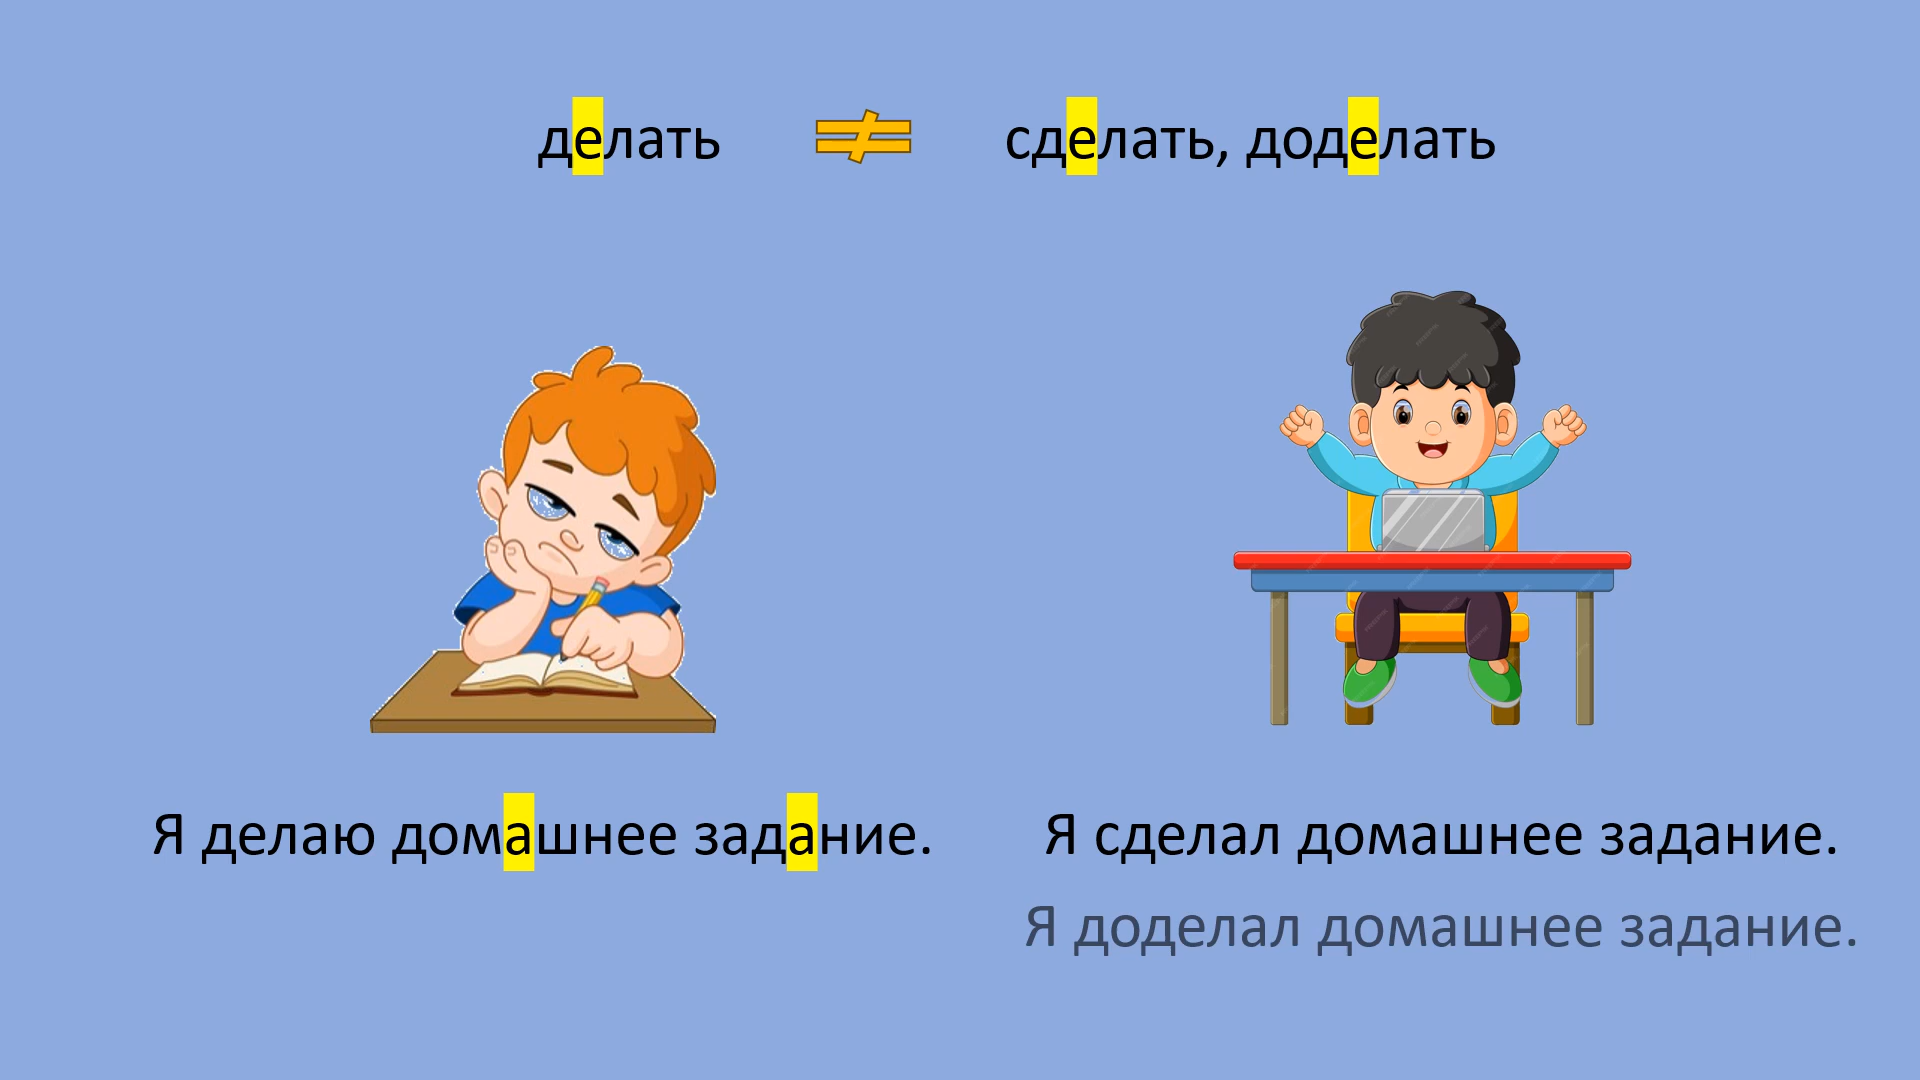 делать ≠ сделать, доделать
Я делаю домашнее задание.
Я сделал домашнее задание.
Я доделал домашнее задание.